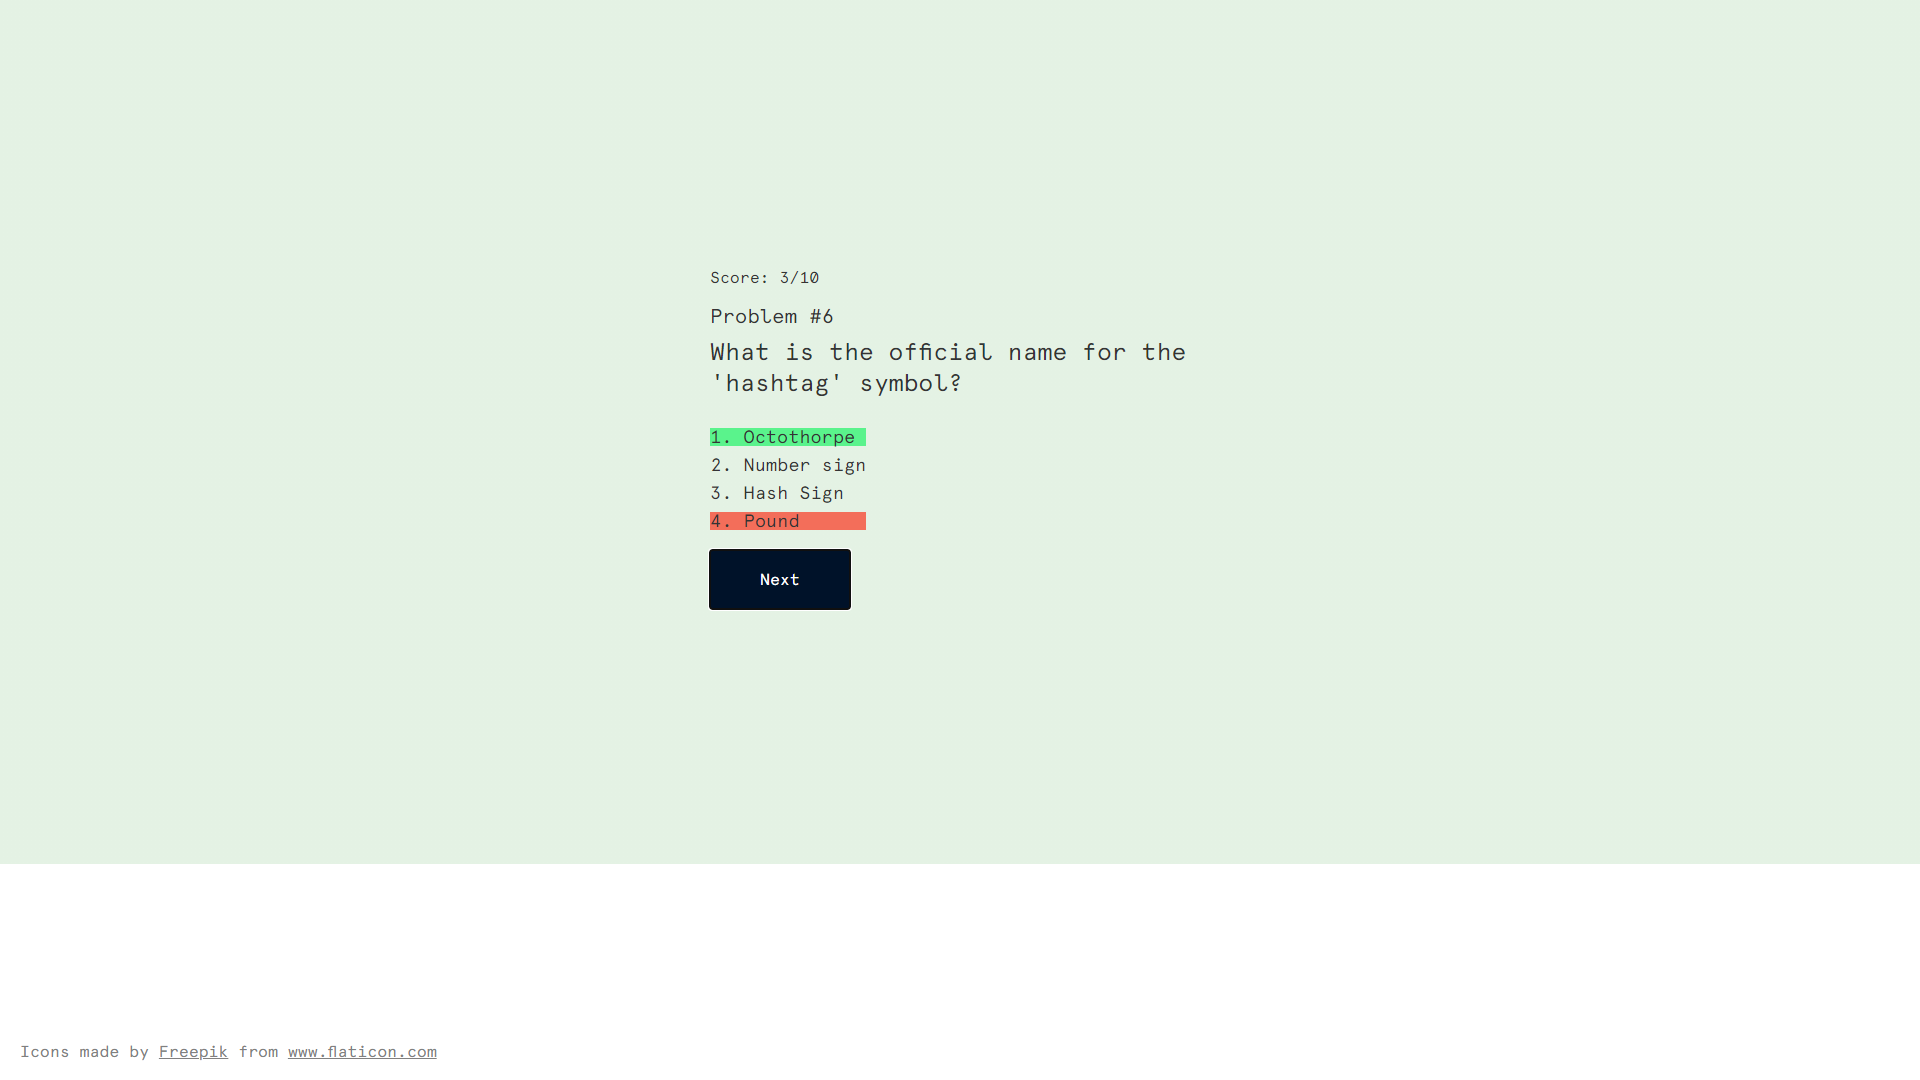 Score: 3/10
Problem #6
What is the official name for the
'hashtag' symbol?
1. Octothorpe
2. Number sign
3. Hash Sign
4. Pound
Next
Icons made by Freepik from www.flaticon.com